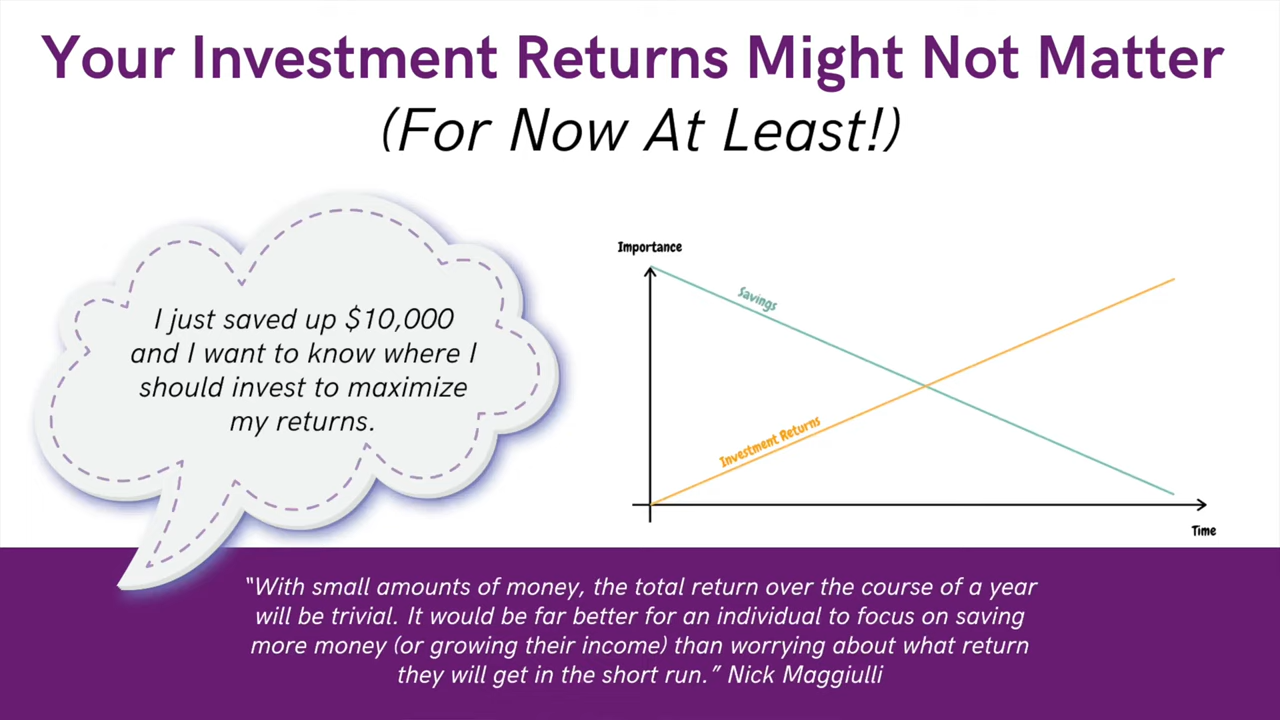 Your Investment Returns Might Not Matter
(For Now At Least!)
I just saved up $10,000
and I want to know where I
should invest to maximize
my returns.
Importance
Savings
Investment Returns
Time
"With small amounts of money, the total return over the course of a year
will be trivial. It would be far better for an individual to focus on saving
more money (or growing their income) than worrying about what return
they will get in the short run.” Nick Maggiulli